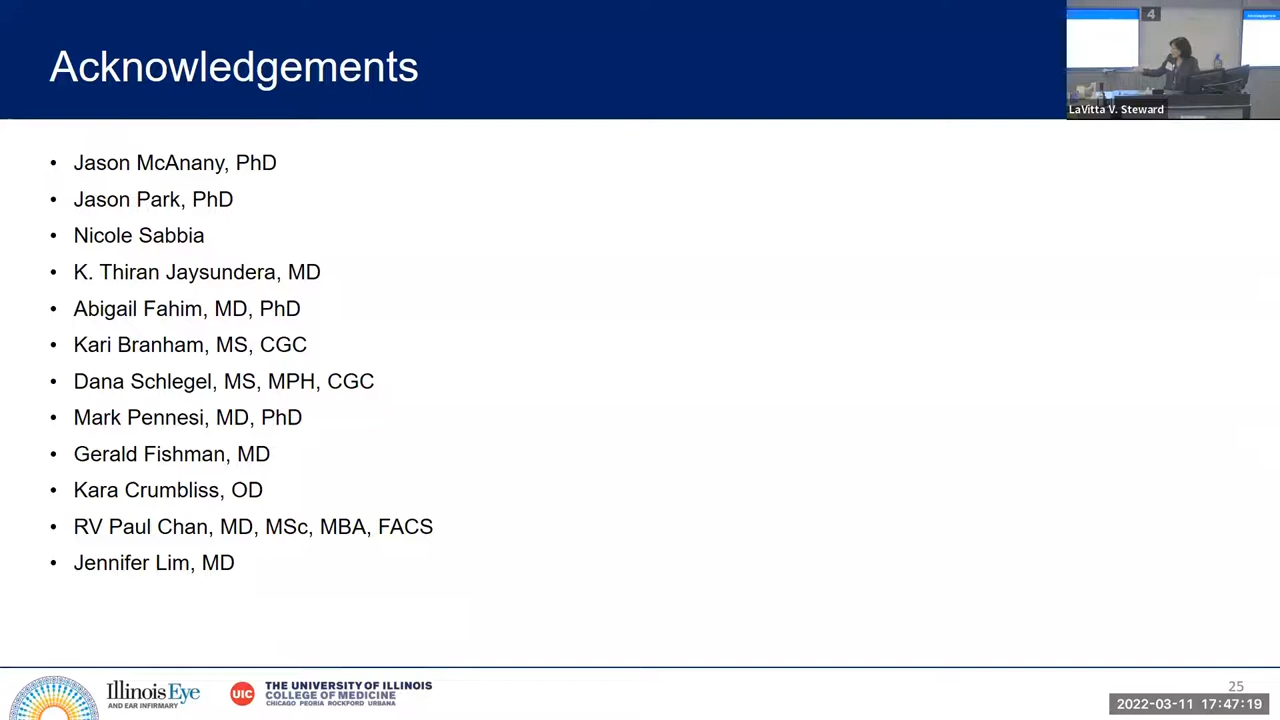 Acknowledgements
4
Acknowledgements
LaVitta V. Steward
• Jason McAnany, PhD
• Jason Park, PhD
• Nicole Sabbia
• K. Thiran Jaysundera, MD
• Abigail Fahim, MD, PhD
• Kari Branham, MS, CGC
• Dana Schlegel, MS, MPH, CGC
• Mark Pennesi, MD, PhD
• Gerald Fishman, MD
• Kara Crumbliss, OD
• RV Paul Chan, MD, MSc, MBA, FACS
• Jennifer Lim, MD
Illinois Eye
AND EAR INFIRMARY
UIC
THE UNIVERSITY OF ILLINOIS
COLLEGE OF MEDICINE
CHICAGO PEORIA ROCKFORD URBANA
25
2022-03-11 17:47:19